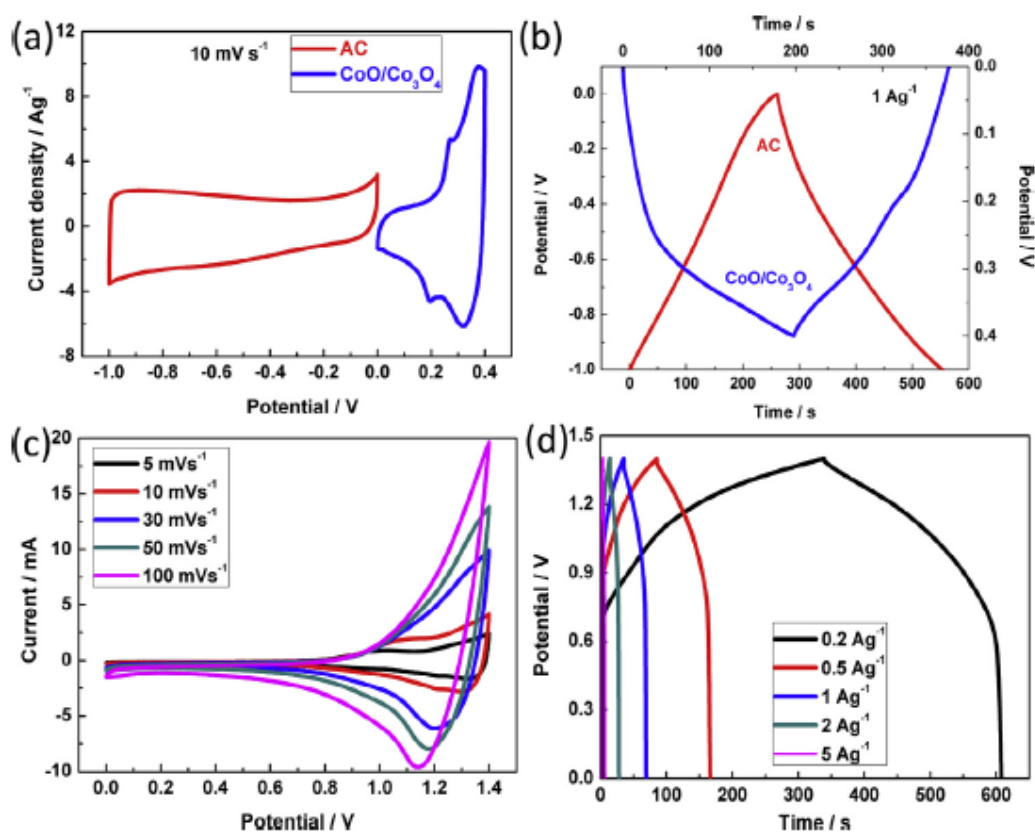 (a)
10 mV s⁻¹
AC
CoO/Co₃O₄
Current density / Ag⁻¹
12
8
4
0
-4
-8
-1.0 -0.8 -0.6 -0.4 -0.2 0.0 0.2 0.4
Potential / V
(b)
Time / s
0 100 200 300 400
1 Ag⁻¹
AC
CoO/Co₃O₄
Potential / V
0.0
-0.2
-0.4
-0.6
-0.8
-1.0
0.0
0.1
0.2
0.3
0.4
Potential / V
0 100 200 300 400 500 600
Time / s
(c)
5 mVs⁻¹
10 mVs⁻¹
30 mVs⁻¹
50 mVs⁻¹
100 mVs⁻¹
Current / mA
20
15
10
5
0
-5
-10
0.0 0.2 0.4 0.6 0.8 1.0 1.2 1.4
Potential / V
(d)
Potential / V
1.5
1.2
0.9
0.6
0.3
0.0
0.2 Ag⁻¹
0.5 Ag⁻¹
1 Ag⁻¹
2 Ag⁻¹
5 Ag⁻¹
0 100 200 300 400 500 600
Time / s